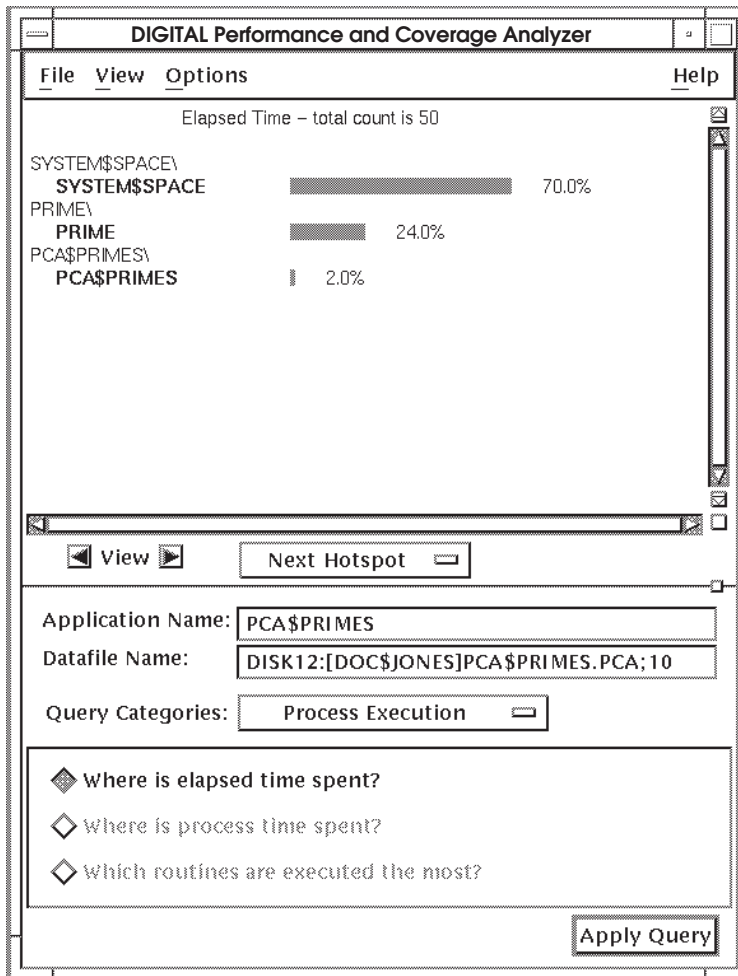 DIGITAL Performance and Coverage Analyzer
File View Options Help
Elapsed Time – total count is 50
SYSTEM$SPACE\
SYSTEM$SPACE 70.0%
PRIME\
PRIME 24.0%
PCA$PRIMES\
PCA$PRIMES 2.0%
View Next Hotspot
Application Name: PCA$PRIMES
Datafile Name: DISK12:[DOC$JONES]PCA$PRIMES.PCA;10
Query Categories: Process Execution
Where is elapsed time spent?
Where is process time spent?
Which routines are executed the most?
Apply Query